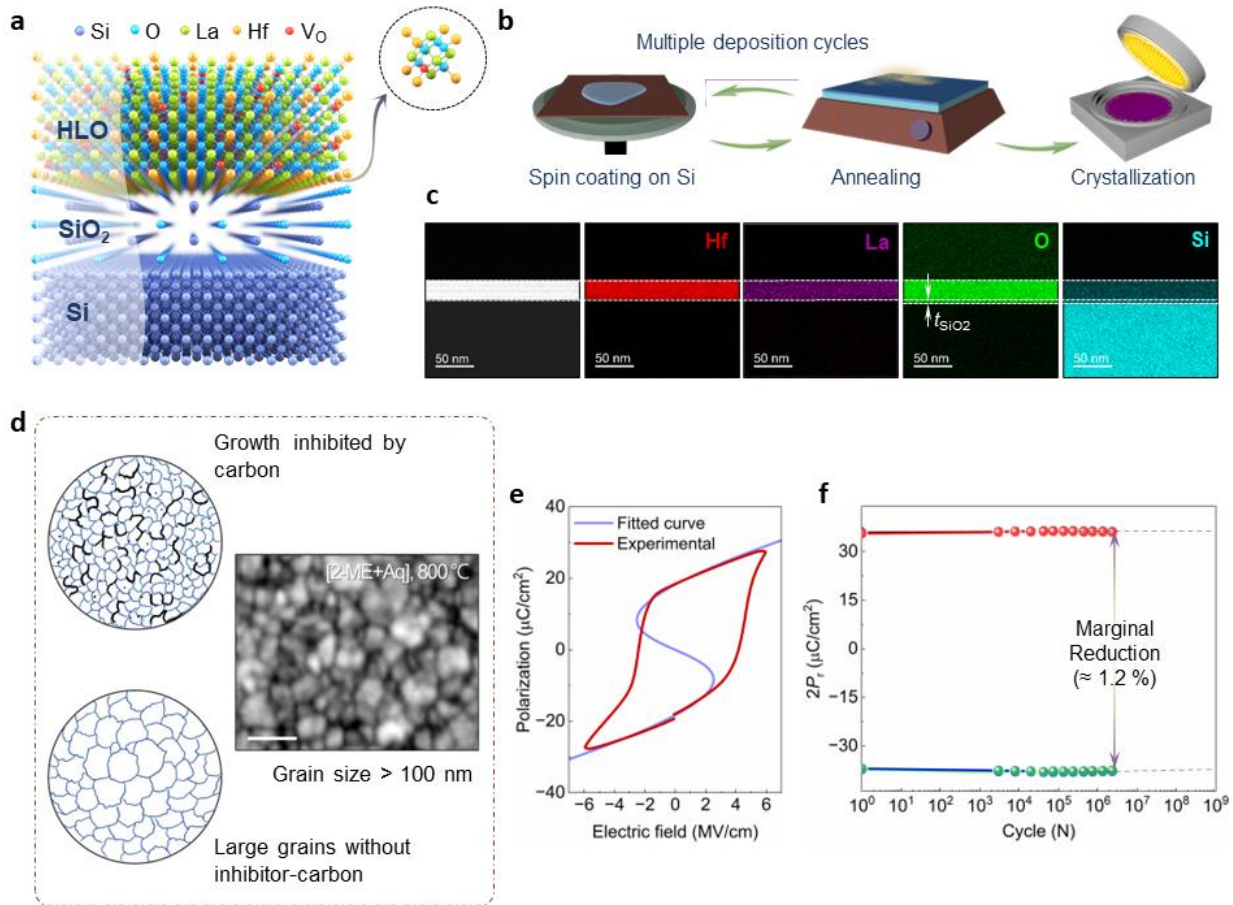 a
Si O La Hf V_O
HLO
SiO₂
Si
b
Multiple deposition cycles
Spin coating on Si
Annealing
Crystallization
c
Hf
La
O
Si
t_SiO2
50 nm
50 nm
50 nm
50 nm
50 nm
d
Growth inhibited by
carbon
[2-ME+Aq], 800 °C
Grain size > 100 nm
Large grains without
inhibitor-carbon
e
Fitted curve
Experimental
Polarization (μC/cm²)
40
20
0
−20
−40
−6 −4 −2 0 2 4 6
Electric field (MV/cm)
f
2P_r (μC/cm²)
30
15
0
−15
−30
Marginal
Reduction
(≈ 1.2 %)
10⁰ 10¹ 10² 10³ 10⁴ 10⁵ 10⁶ 10⁷ 10⁸ 10⁹
Cycle (N)